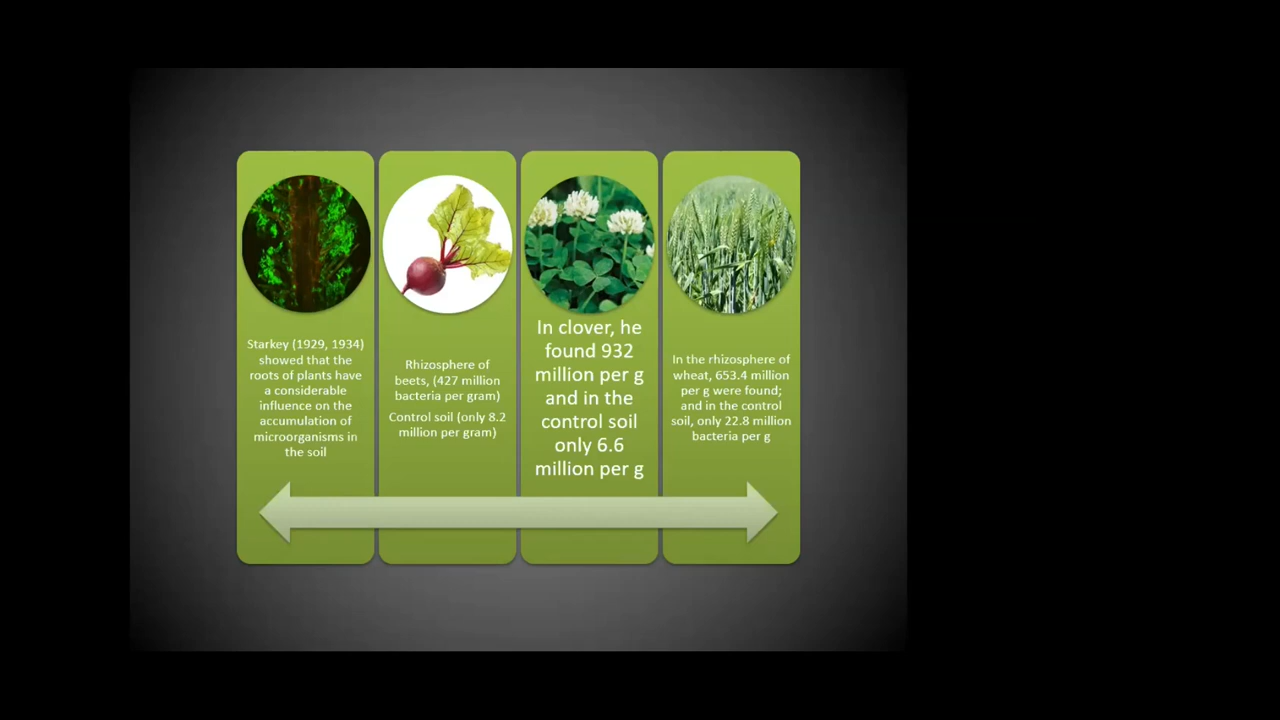 Starkey (1929, 1934)
showed that the
roots of plants have
a considerable
influence on the
accumulation of
microorganisms in
the soil
Rhizosphere of
beets, (427 million
bacteria per gram)
Control soil (only 8.2
million per gram)
In clover, he
found 932
million per g
and in the
control soil
only 6.6
million per g
In the rhizosphere of
wheat, 653.4 million
per g were found;
and in the control
soil, only 22.8 million
bacteria per g